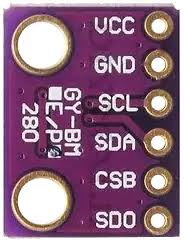 VCC
GND
SCL
SDA
CSB
SDO
GY-BM
E/P
280